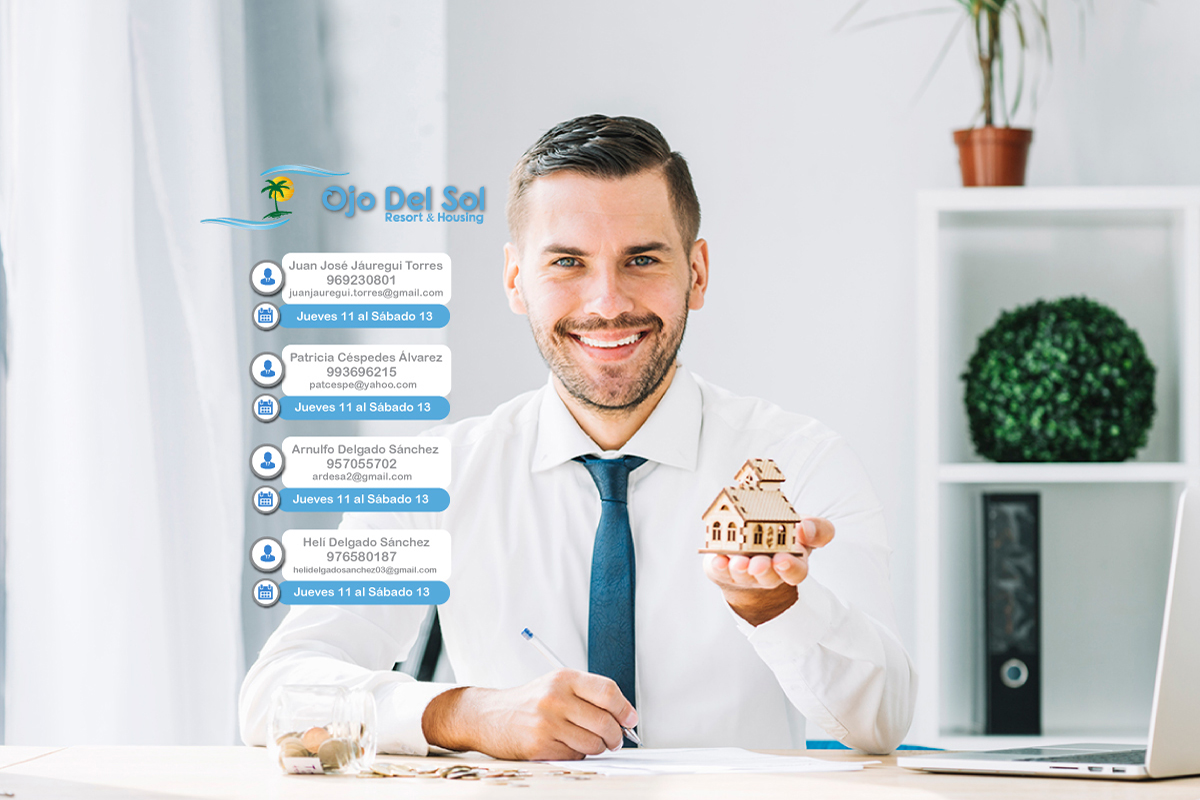 Ojo Del Sol
Resort & Housing
Juan José Jáuregui Torres
969230801
juanjauregui.torres@gmail.com
Jueves 11 al Sábado 13
Patricia Céspedes Álvarez
993696215
patcespe@yahoo.com
Jueves 11 al Sábado 13
Arnulfo Delgado Sánchez
957055702
ardesa2@gmail.com
Jueves 11 al Sábado 13
Helí Delgado Sánchez
976580187
helidelgadosanchez03@gmail.com
Jueves 11 al Sábado 13